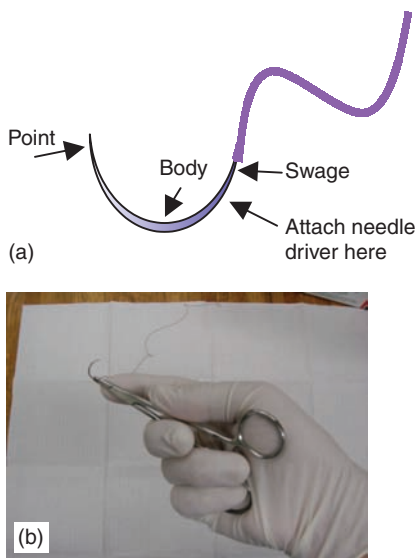 Point
Body
Swage
Attach needle
driver here
(a)
(b)